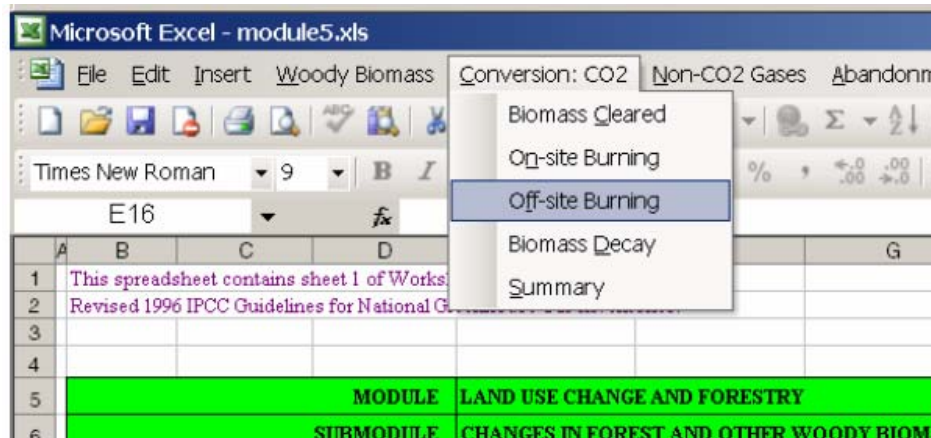 Microsoft Excel - module5.xls
File Edit Insert Woody Biomass Conversion: CO2 Non-CO2 Gases
Biomass Cleared
On-site Burning
Off-site Burning
Biomass Decay
Summary
ABC
Σ
Times New Roman 9 B I % , .00
E16 fx
A B C D G
1 This spreadsheet contains sheet 1 of
2 Revised 1996 IPCC Guidelines for National
3
4
5 MODULE LAND USE CHANGE AND FORESTRY
6 SUBMODULE CHANGES IN FOREST AND OTHER WOODY